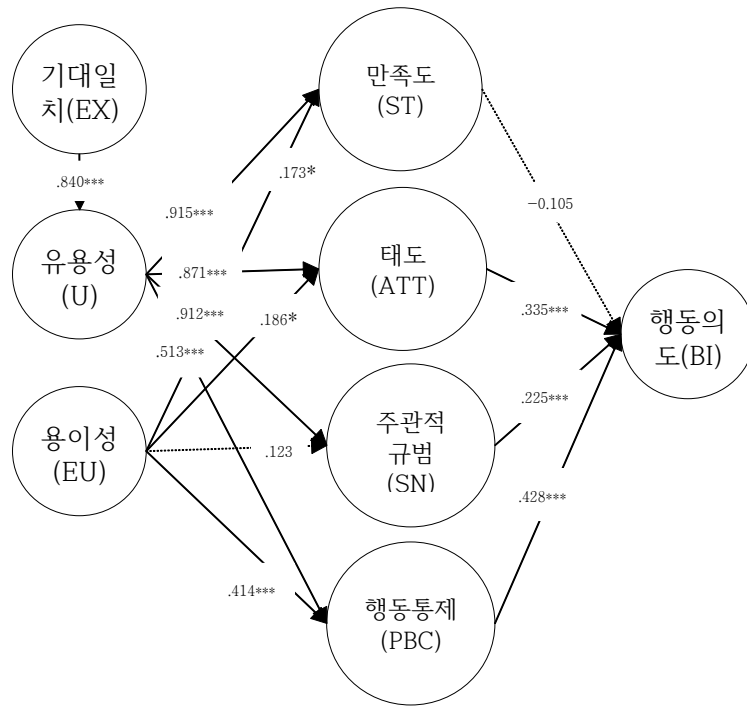 기대일
치(EX)
.840***
유용성
(U)
용이성
(EU)
.915***
.173*
.871***
.912***
.186*
.513***
.123
.414***
만족도
(ST)
태도
(ATT)
주관적
규범
(SN)
행동통제
(PBC)
-0.105
.335***
.225***
.428***
행동의
도(BI)